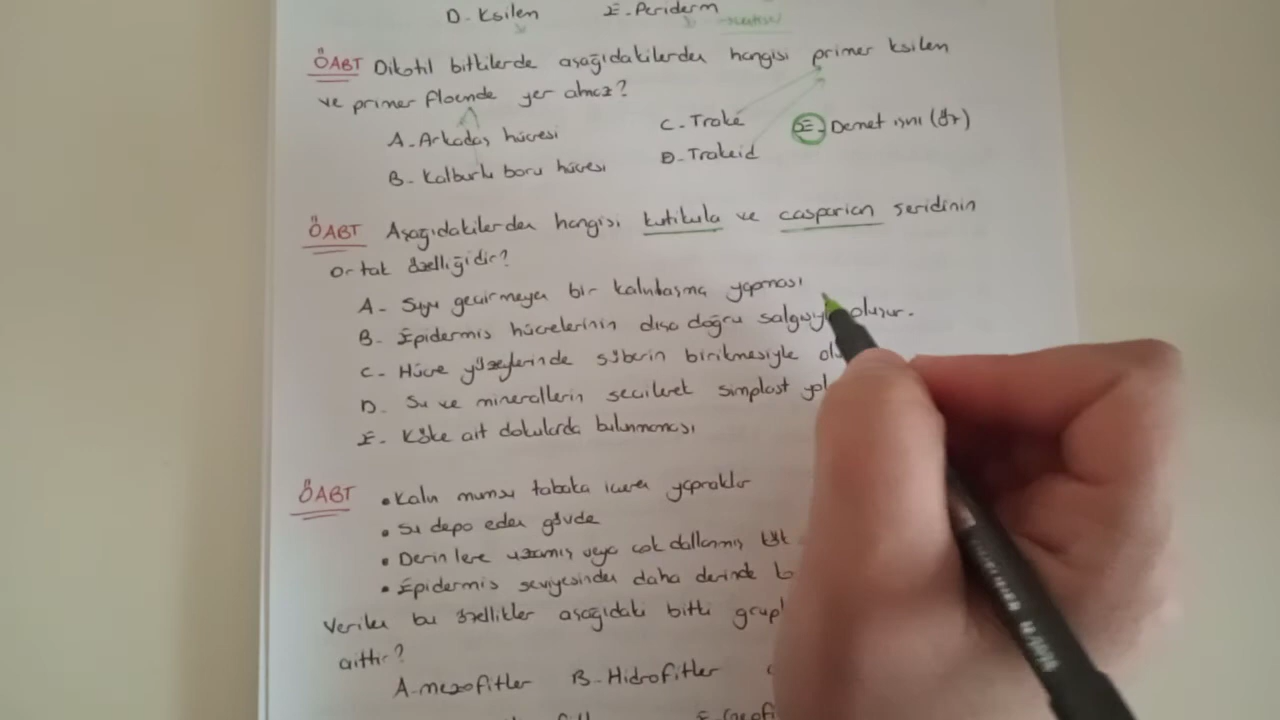 D. Ksilen E. Periderm
ÖABT Dikotil bitkilerde aşağıdakilerden hangisi primer ksilem
ve primer floemde yer almaz?
A. Arkadaş hücresi
B. Kalburlu boru hücresi
C. Trake
D. Trakeid
E. Demet ışını (öz)
ÖABT Aşağıdakilerden hangisi kutikula ve casparian şeridinin
ortak özelliğidir?
A- Suyu geçirmeyen bir kalınlaşma yapması
B- Epidermis hücrelerinin dışa doğru salgısıyla oluşur.
C- Hücre yüzeylerinde süberin birikmesiyle
D. Su ve minerallerin seçilerek simplast
E- Köke ait dokularda bulunmaması
ÖABT • Kalın mumsu tabaka içeren yapraklar
• Su depo eden gövde
• Derinlere uzamış veya çok dallanmış kök
• Epidermis seviyesinden daha derinde
Verilen bu özellikler aşağıdaki bitki
aittir?
A-mezofitler B-Hidrofitler